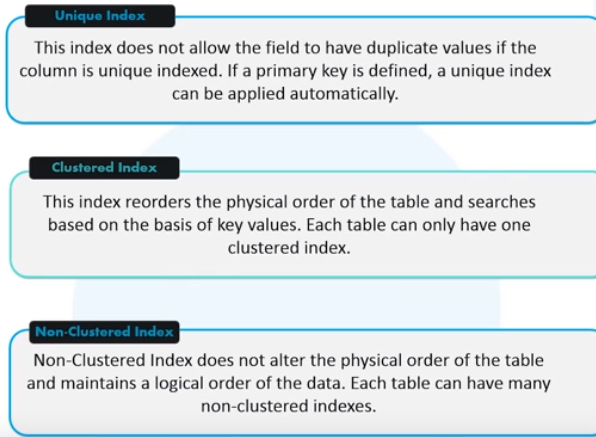 Unique Index
This index does not allow the field to have duplicate values if the
column is unique indexed. If a primary key is defined, a unique index
can be applied automatically.
Clustered Index
This index reorders the physical order of the table and searches
based on the basis of key values. Each table can only have one
clustered index.
Non-Clustered Index
Non-Clustered Index does not alter the physical order of the table
and maintains a logical order of the data. Each table can have many
non-clustered indexes.